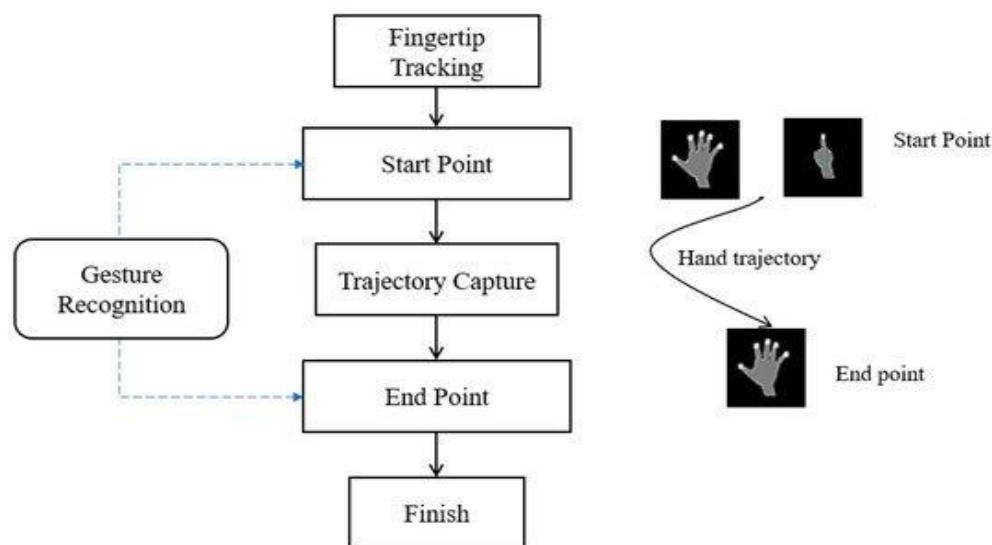 Fingertip
Tracking
Start Point
Gesture
Recognition
Trajectory Capture
End Point
Finish
Start Point
Hand trajectory
End point